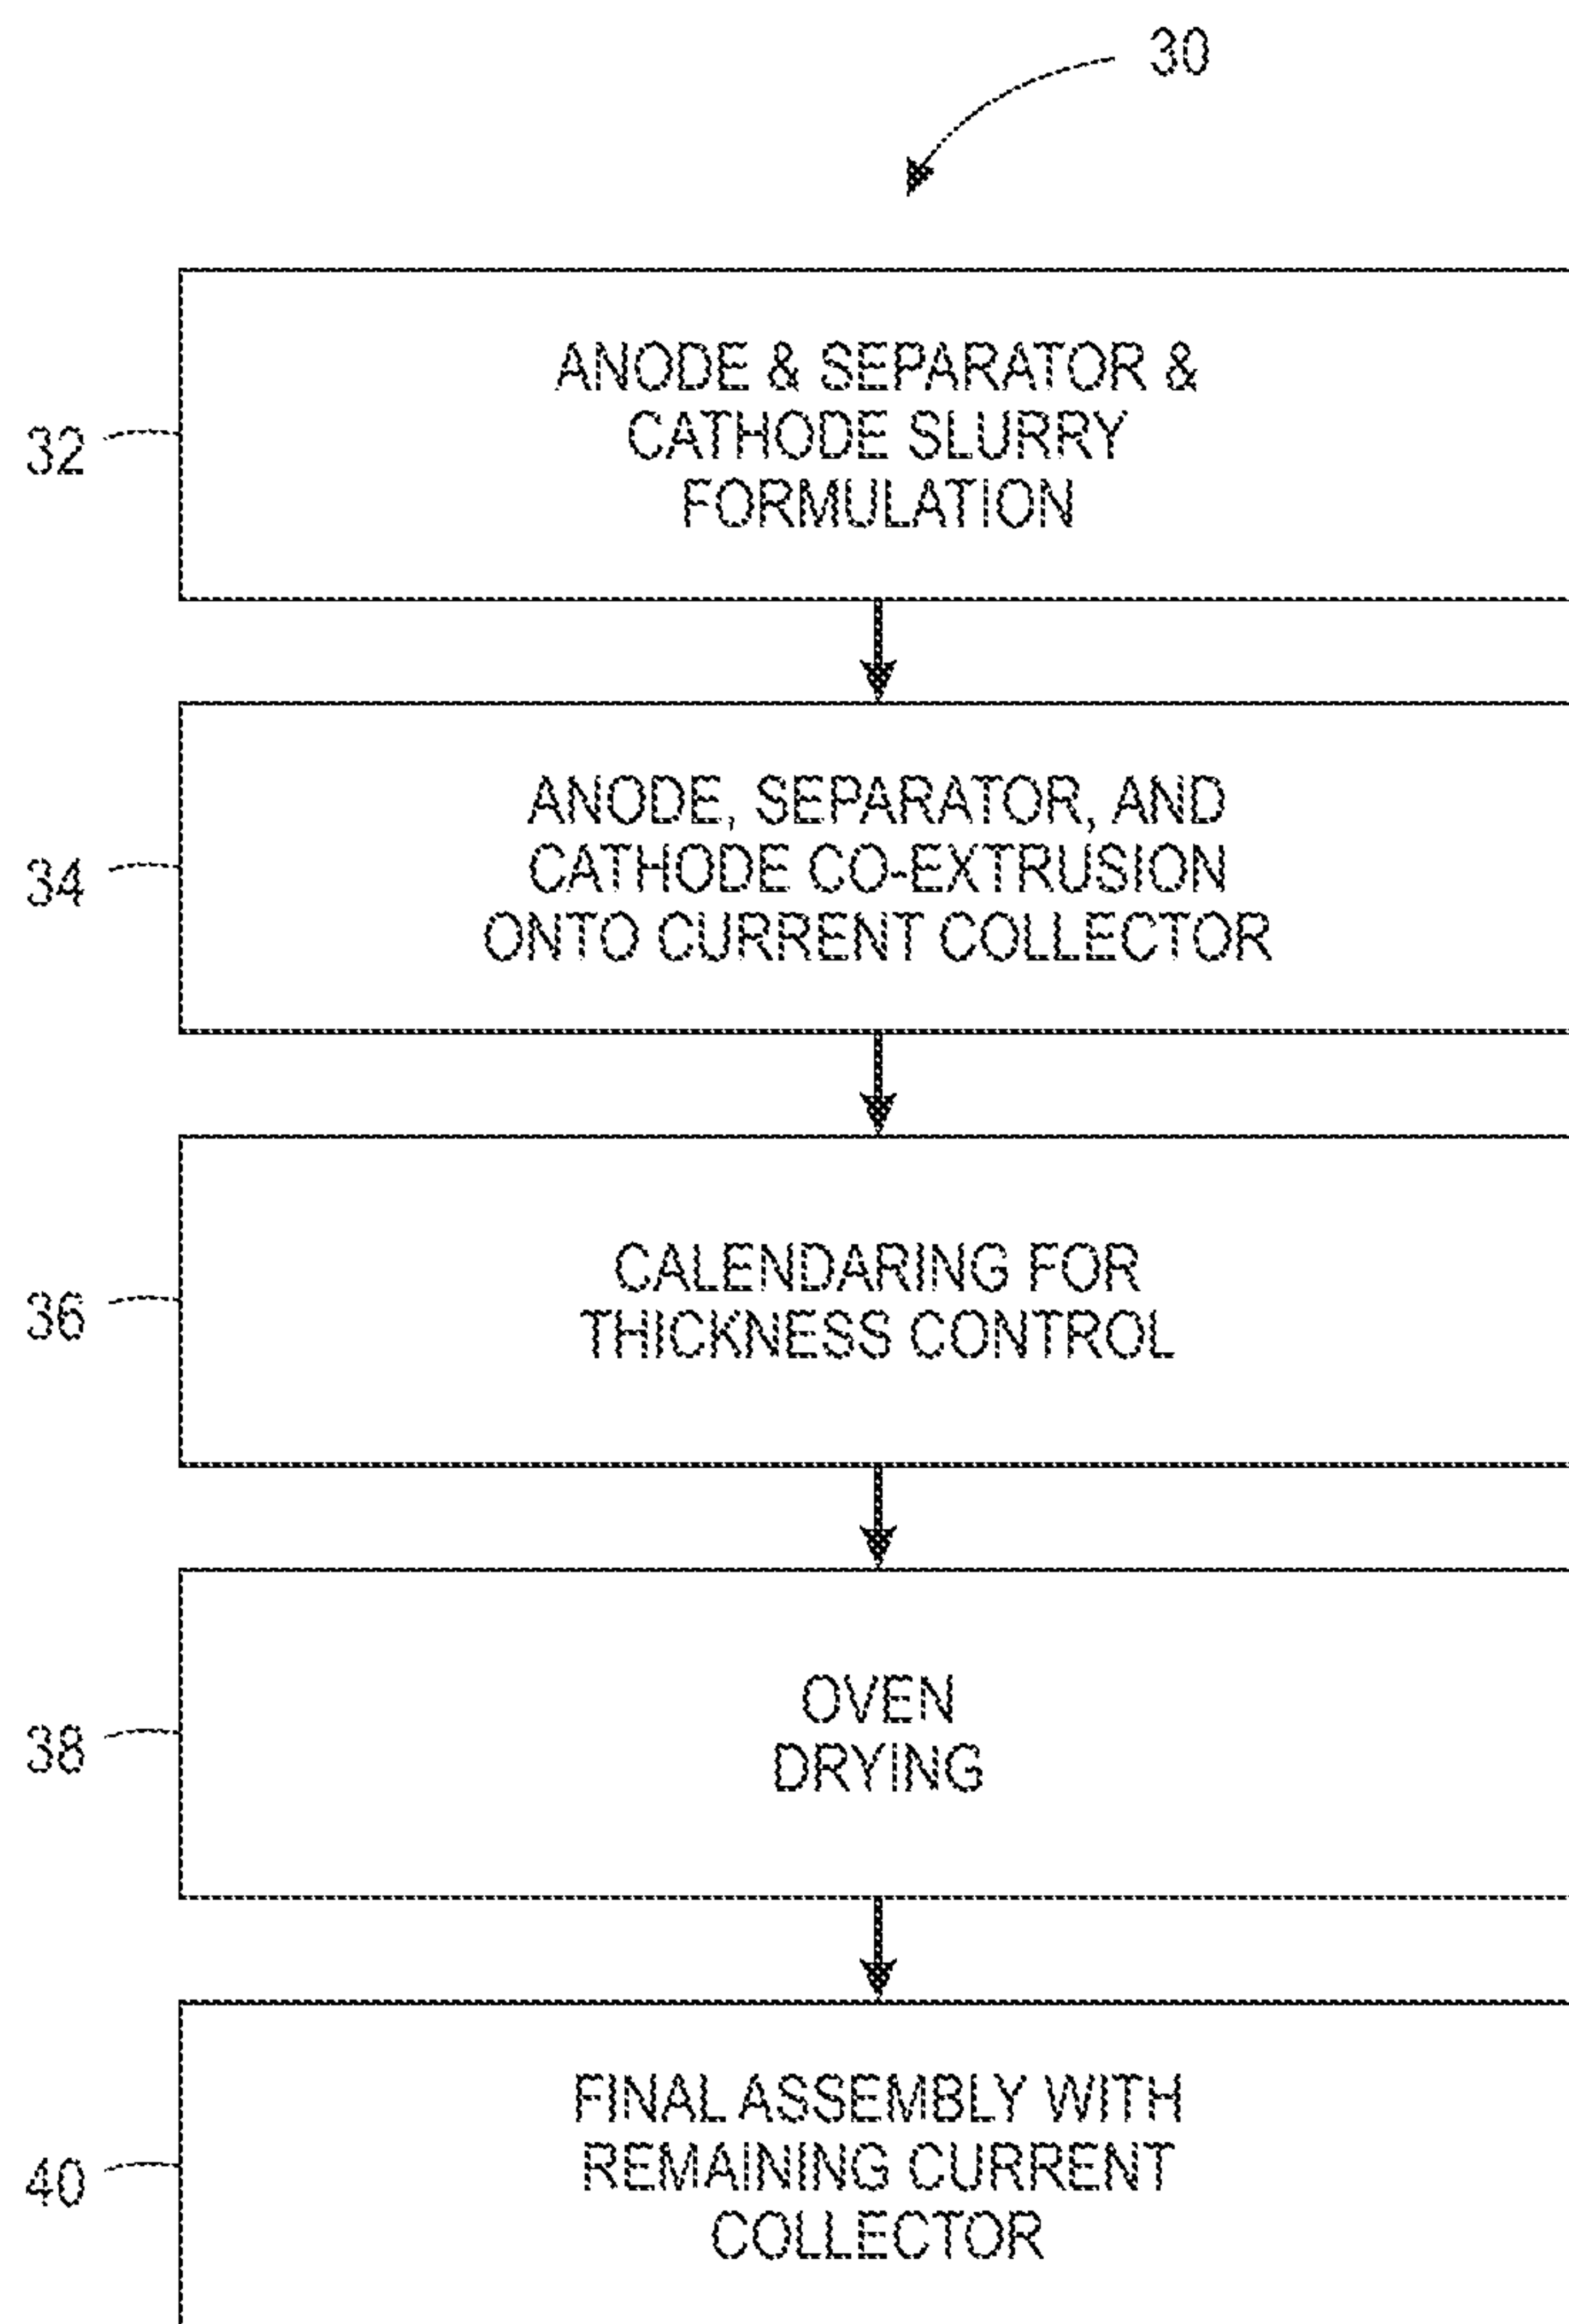 30
32
ANODE & SEPARATOR &
CATHODE SLURRY
FORMULATION
34
ANODE, SEPARATOR, AND
CATHODE CO-EXTRUSION
ONTO CURRENT COLLECTOR
36
CALENDARING FOR
THICKNESS CONTROL
38
OVEN
DRYING
40
FINAL ASSEMBLY WITH
REMAINING CURRENT
COLLECTOR